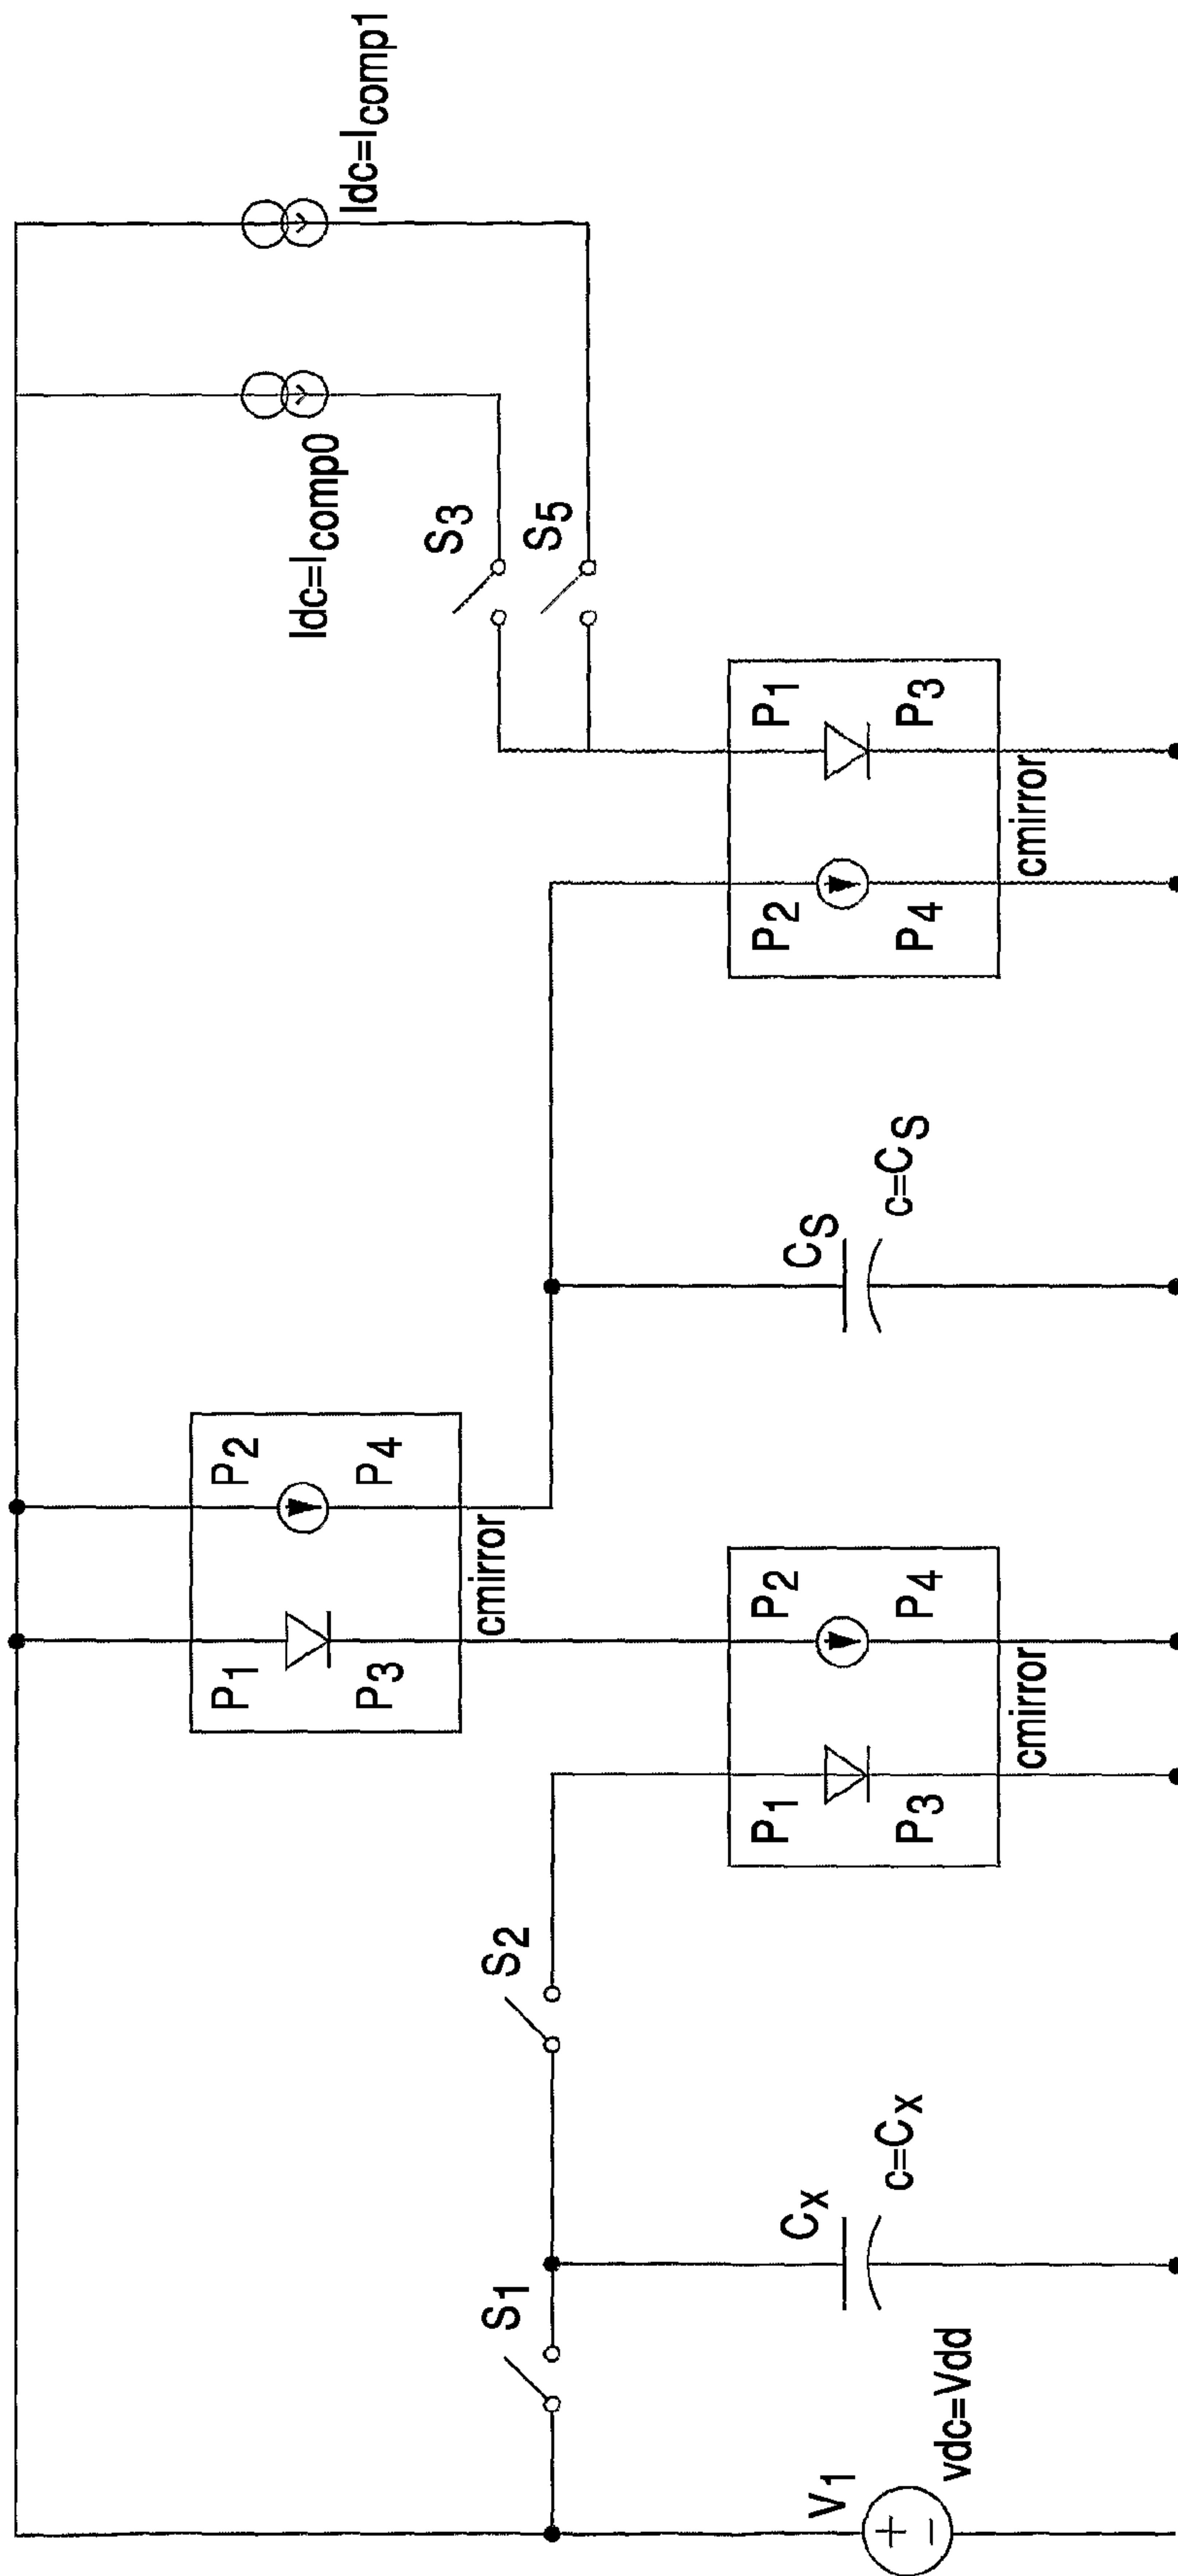 V1
vdc=Vdd
S1
Cx
c=Cx
S2
P1
P2
P3
P4
cmirror
P1
P2
P3
P4
cmirror
CS
c=CS
P2
P1
P4
P3
cmirror
S3
S5
Idc=Icomp0
Idc=Icomp1